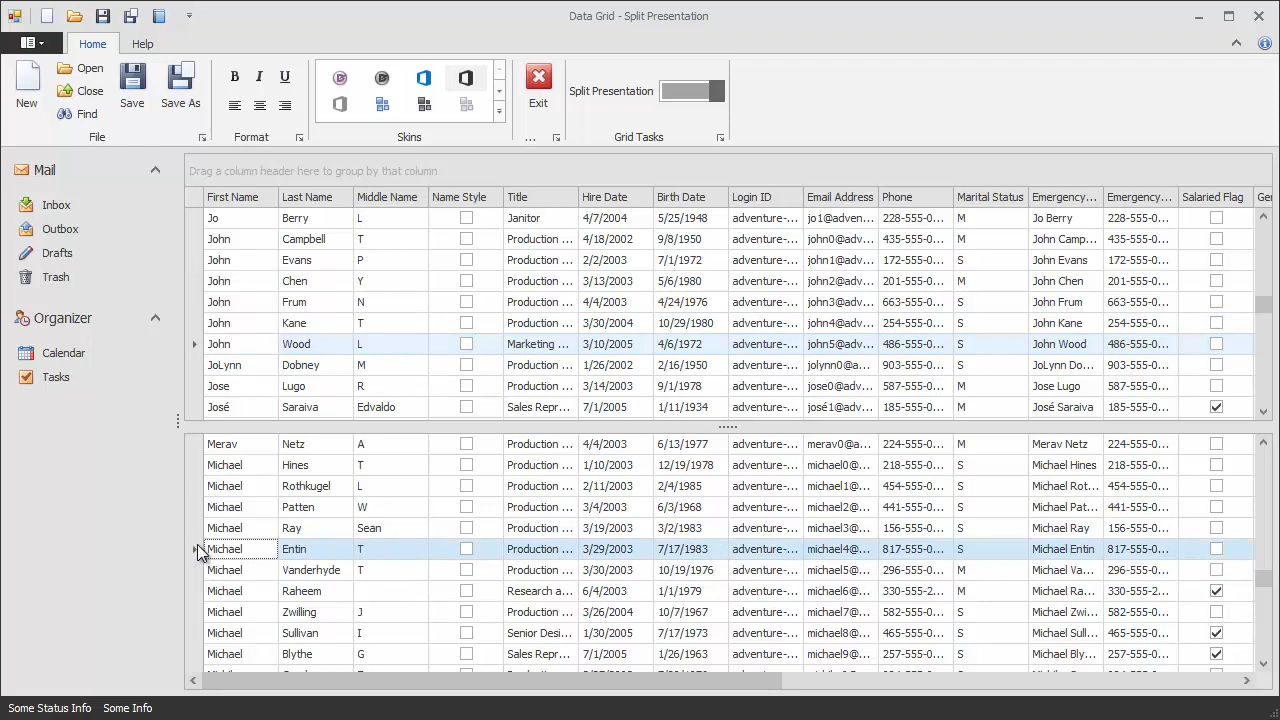 Data Grid - Split Presentation
Home Help
New Open Close Find Save Save As
File
B I U
Format
Skins
Exit
...
Split Presentation
Grid Tasks
Mail
Inbox
Outbox
Drafts
Trash
Organizer
Calendar
Tasks
Drag a column header here to group by that column
First Name Last Name Middle Name Name Style Title Hire Date Birth Date Login ID Email Address Phone Marital Status Emergency... Emergency... Salaried Flag Ger
Jo Berry L Janitor 4/7/2004 5/25/1948 adventure-... jo1@adven... 228-555-0... M Jo Berry 228-555-0...
John Campbell T Production ... 4/18/2002 9/8/1950 adventure-... john0@adv... 435-555-0... M John Camp... 435-555-0...
John Evans P Production ... 2/2/2003 7/1/1972 adventure-... john1@adv... 172-555-0... S John Evans 172-555-0...
John Chen Y Production ... 3/13/2003 5/6/1980 adventure-... john2@adv... 201-555-0... M John Chen 201-555-0...
John Frum N Production ... 4/4/2003 4/24/1976 adventure-... john3@adv... 663-555-0... S John Frum 663-555-0...
John Kane T Production ... 3/30/2004 10/29/1980 adventure-... john4@adv... 254-555-0... S John Kane 254-555-0...
John Wood L Marketing ... 3/10/2005 4/6/1972 adventure-... john5@adv... 486-555-0... S John Wood 486-555-0...
JoLynn Dobney M Production ... 1/26/2002 2/16/1950 adventure-... jolynn0@a... 903-555-0... S JoLynn Do... 903-555-0...
Jose Lugo R Production ... 3/14/2003 9/1/1978 adventure-... jose0@adv... 587-555-0... M Jose Lugo 587-555-0...
José Saraiva Edvaldo Sales Repr... 7/1/2005 1/11/1934 adventure-... josé1@adv... 185-555-0... M José Saraiva 185-555-0...
Merav Netz A Production ... 4/4/2003 6/13/1977 adventure-... merav0@a... 224-555-0... M Merav Netz 224-555-0...
Michael Hines T Production ... 1/10/2003 12/19/1978 adventure-... michael0@... 218-555-0... S Michael Hines 218-555-0...
Michael Rothkugel L Production ... 2/11/2003 2/4/1985 adventure-... michael1@... 454-555-0... S Michael Rot... 454-555-0...
Michael Patten W Production ... 3/4/2003 6/3/1968 adventure-... michael2@... 441-555-0... S Michael Patten 441-555-0...
Michael Ray Sean Production ... 3/19/2003 3/2/1983 adventure-... michael3@... 156-555-0... S Michael Ray 156-555-0...
Michael Entin T Production ... 3/29/2003 7/17/1983 adventure-... michael4@... 817-555-0... S Michael Entin 817-555-0...
Michael Vanderhyde T Production ... 3/30/2003 10/19/1976 adventure-... michael5@... 296-555-0... M Michael Va... 296-555-0...
Michael Raheem Research a... 6/4/2003 1/1/1979 adventure-... michael6@... 330-555-2... M Michael Ra... 330-555-2...
Michael Zwilling J Production ... 3/26/2004 10/7/1967 adventure-... michael7@... 582-555-0... S Michael Zwi... 582-555-0...
Michael Sullivan I Senior Desi... 1/30/2005 7/17/1973 adventure-... michael8@... 465-555-0... S Michael Sull... 465-555-0...
Michael Blythe G Sales Repr... 7/1/2005 1/26/1963 adventure-... michael9@... 257-555-0... S Michael Bly... 257-555-0...
Some Status Info Some Info